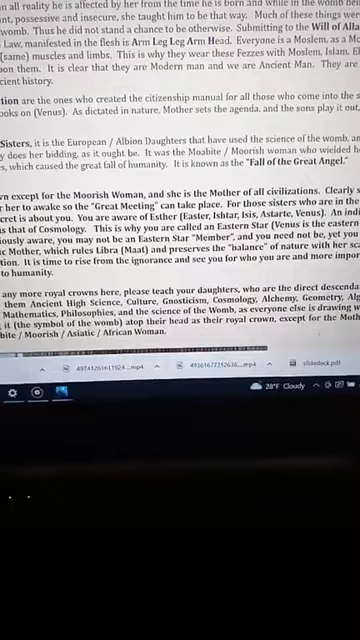 in all reality he is affected by her from the time he is born and while in the womb
nt, possessive and insecure, she taught him to be that way. Much of these things were
womb. Thus he did not stand a chance to be otherwise. Submitting to the Will of Alla
Law, manifested in the flesh is Arm Leg Leg Arm Head. Everyone is a Moslem, as a Mo
(same) muscles and limbs. This is why they wear these Fezzes with Moslem, Islam, El
pon them. It is clear that they are Modern man and we are Ancient Man. They are
cient history.
tion are the ones who created the citizenship manual for all those who come into the s
ooks on (Venus). As dictated in nature, Mother sets the agenda, and the sons play it out,
Sisters, it is the European / Albion Daughters that have used the science of the womb, an
y does her bidding, as it ought be. It was the Moabite / Moorish woman who wielded he
s, which caused the great fall of humanity. It is known as the "Fall of the Great Angel."
wn except for the Moorish Woman, and she is the Mother of all civilizations. Clearly s
r her to awake so the "Great Meeting" can take place. For those sisters who are in the
cret is about you. You are aware of Esther (Easter, Ishtar, Isis, Astarte, Venus). An indi
is that of Cosmology. This is why you are called an Eastern Star (Venus is the eastern
iously aware, you may not be an Eastern Star "Member", and you need not be, yet you
ic Mother, which rules Libra (Maat) and preserves the "balance" of nature with her sca
tion. It is time to rise from the ignorance and see you for who you are and more impor
to humanity.
any more royal crowns here, please teach your daughters, who are the direct descenda
them Ancient High Science, Culture, Gnosticism, Cosmology, Alchemy, Geometry, Alg
Mathematics, Philosophies, and the science of the Womb, as everyone else is drawing
it (the symbol of the womb) atop their head as their royal crown, except for the Moth
bite / Moorish / Asiatic / African Woman.
slidedeck.pdf
28°F Cloudy